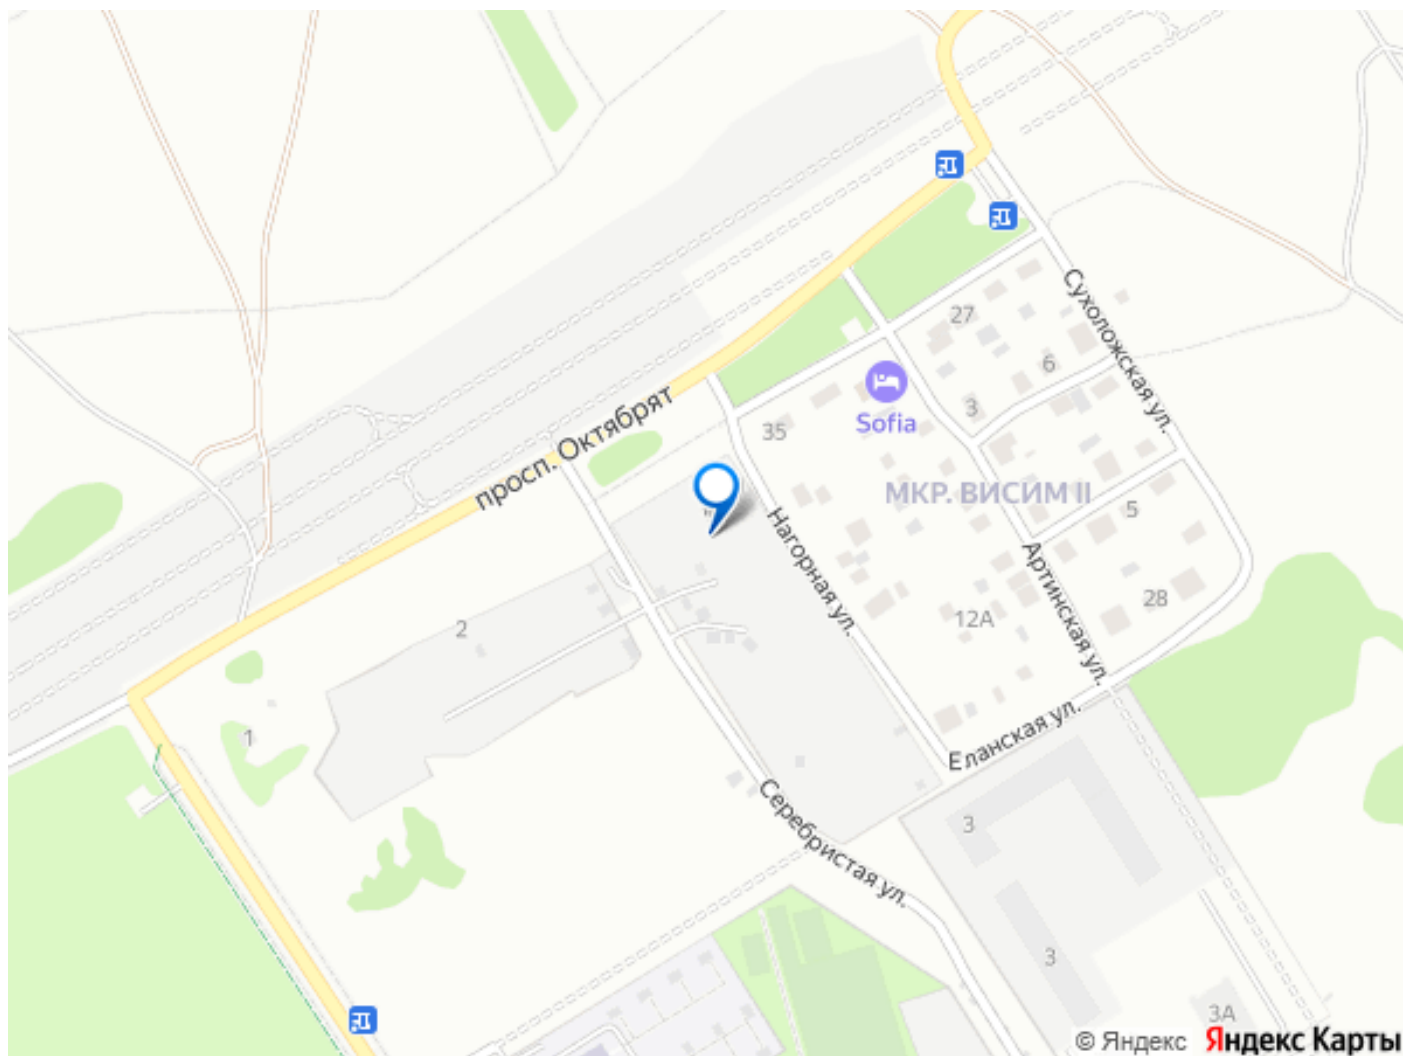 Сухоложская ул.
27
6
3
Sofia
35
просп. Октябрят
МКР. ВИСИМ II
5
Нагорная ул.
Артинская ул.
28
12А
2
1
Еланская ул.
Серебристая ул.
3
3
3А
© Яндекс Яндекс Карты